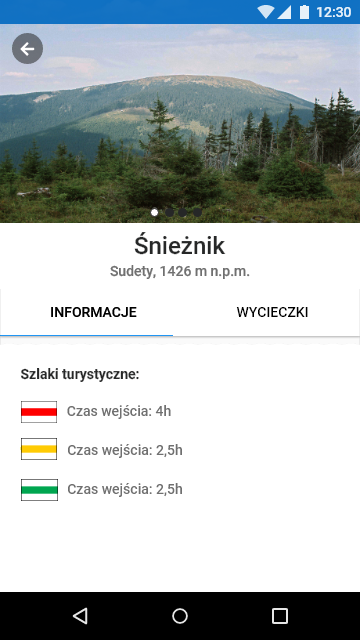 12:30
Śnieżnik
Sudety, 1426 m n.p.m.
INFORMACJE
WYCIECZKI
Szlaki turystyczne:
Czas wejścia: 4h
Czas wejścia: 2,5h
Czas wejścia: 2,5h